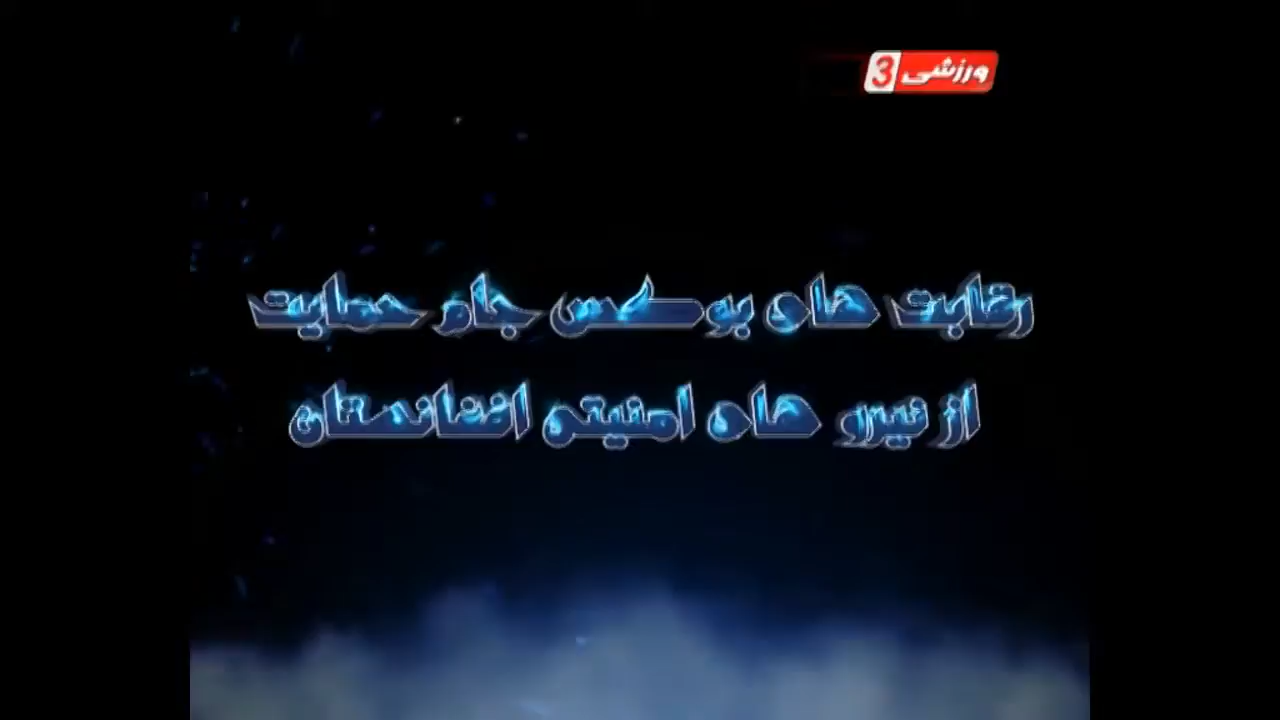 ورزشی 3
رقابت های بوکس جام حمایت
از نیرو های امنیتی افغانستان